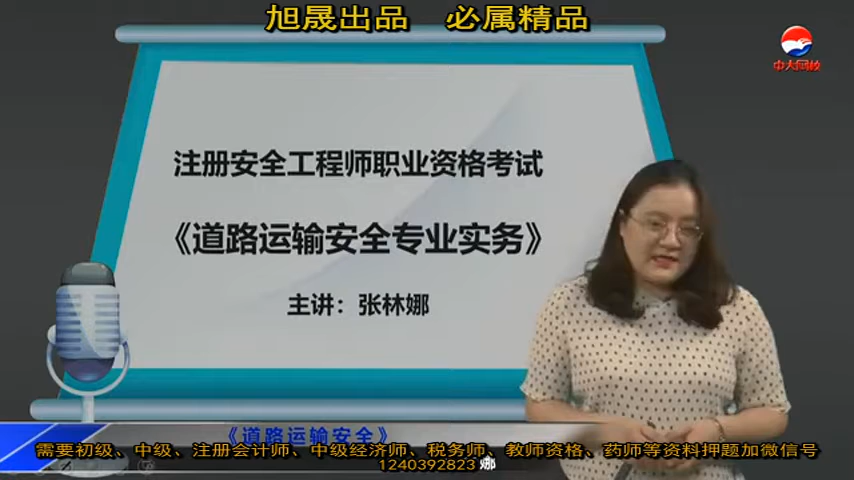 旭晟出品 必属精品
中大网校
注册安全工程师职业资格考试
《道路运输安全专业实务》
主讲：张林娜
《道路运输安全》
需要初级、中级、注册会计师、中级经济师、税务师、教师资格、药师等资料押题加微信号
1240392823
娜